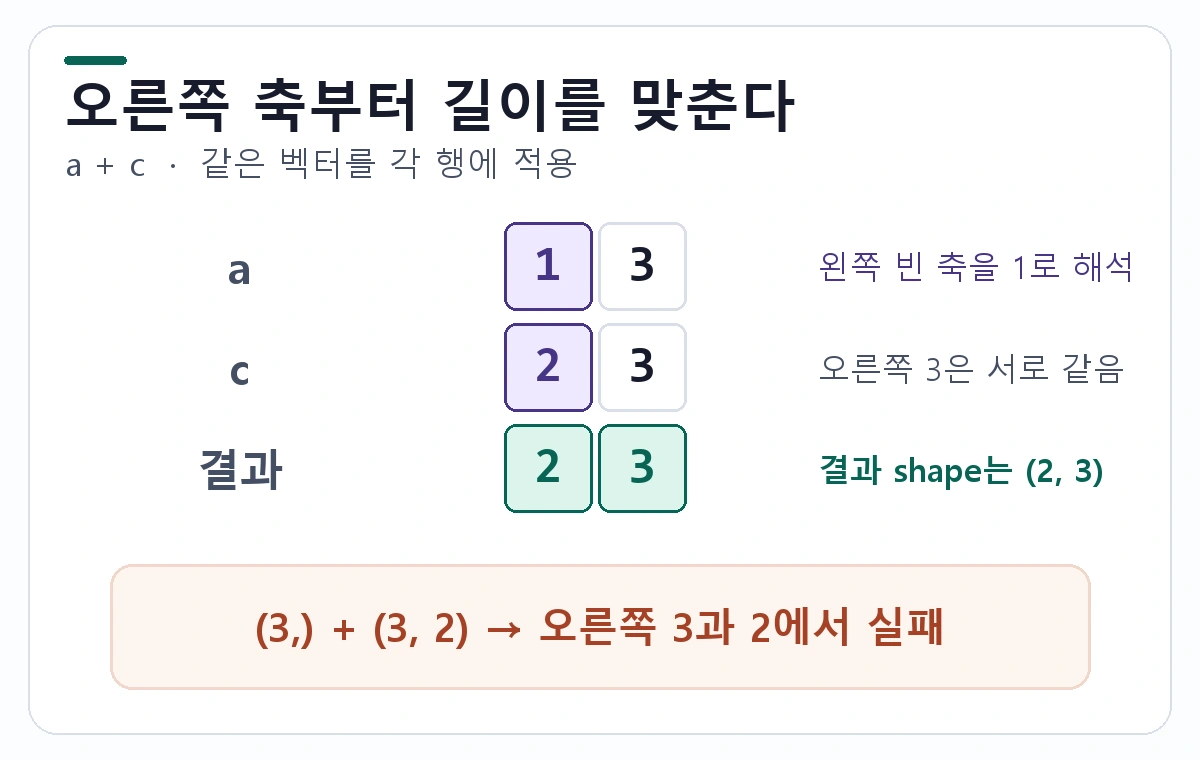 오른쪽 축부터 길이를 맞춘다
a + c · 같은 벡터를 각 행에 적용
a 1 3 왼쪽 빈 축을 1로 해석
c 2 3 오른쪽 3은 서로 같음
결과 2 3 결과 shape는 (2, 3)
(3,) + (3, 2) → 오른쪽 3과 2에서 실패